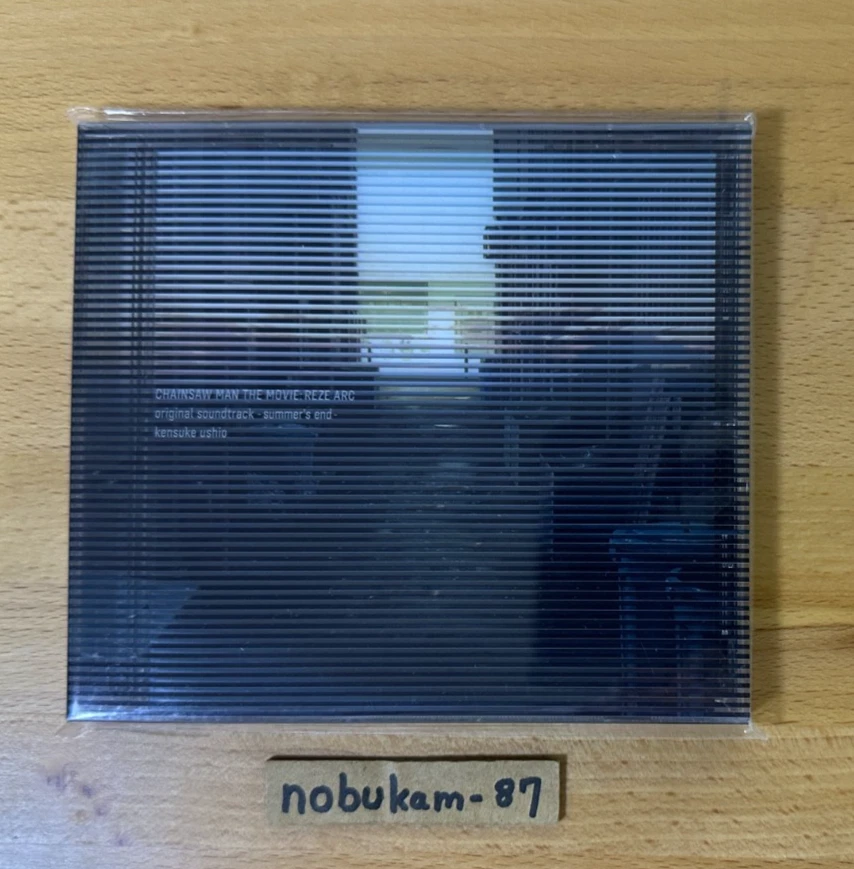 CHAINSAW MAN THE MOVIE: REZE ARC
original soundtrack - summer's end -
kensuke ushio
nobukam-87